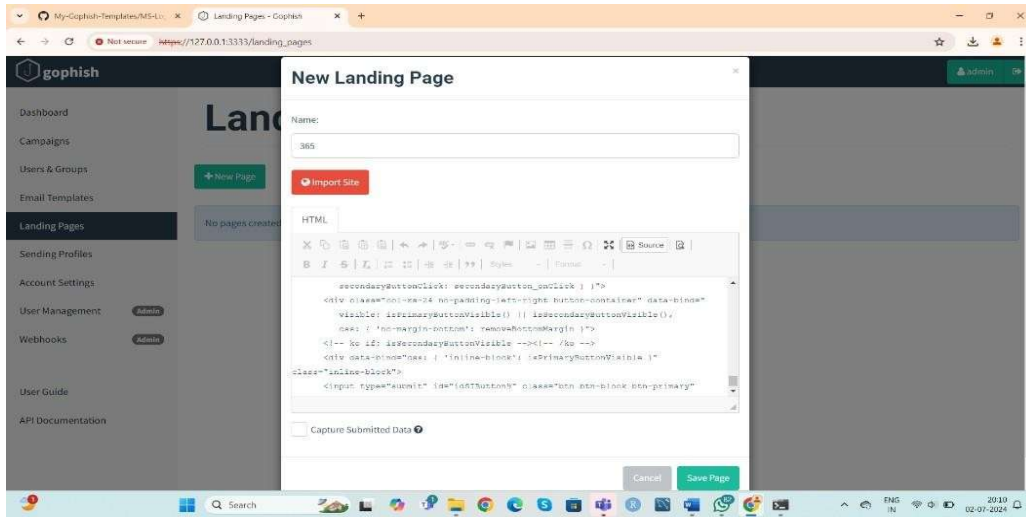 My-Gophish-Templates/MS-Lo
Landing Pages - Gophish
Not secure https://127.0.0.1:3333/landing_pages
gophish
admin
Dashboard
Campaigns
Users & Groups
Email Templates
Landing Pages
Sending Profiles
Account Settings
User Management Admin
Webhooks Admin
User Guide
API Documentation
Land
New Page
No pages created
New Landing Page
Name:
365
Import Site
HTML
Source
B I S Styles Format
secondaryButtonClick: secondaryButton_onClick } }">
<div class="col-xs-24 no-padding-left-right button-container" data-bind="
visible: isPrimaryButtonVisible() || isSecondaryButtonVisible(),
css: { 'no-margin-bottom': removeBottomMargin }">
<!-- ko if: isSecondaryButtonVisible --><!-- /ko -->
<div data-bind="css: { 'inline-block': isPrimaryButtonVisible }"
class="inline-block">
<input type="submit" id="idSIButton9" class="btn btn-block btn-primary"
Capture Submitted Data
Cancel
Save Page
Search
ENG
IN
20:10
02-07-2024